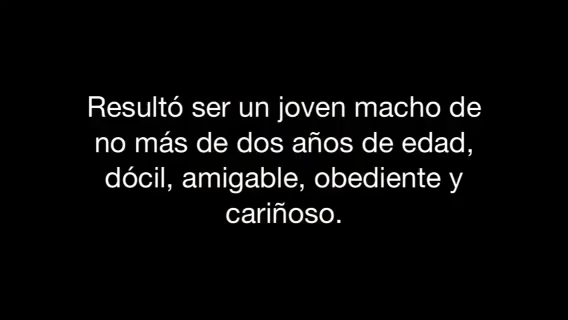 Resultó ser un joven macho de
no más de dos años de edad,
dócil, amigable, obediente y
cariñoso.